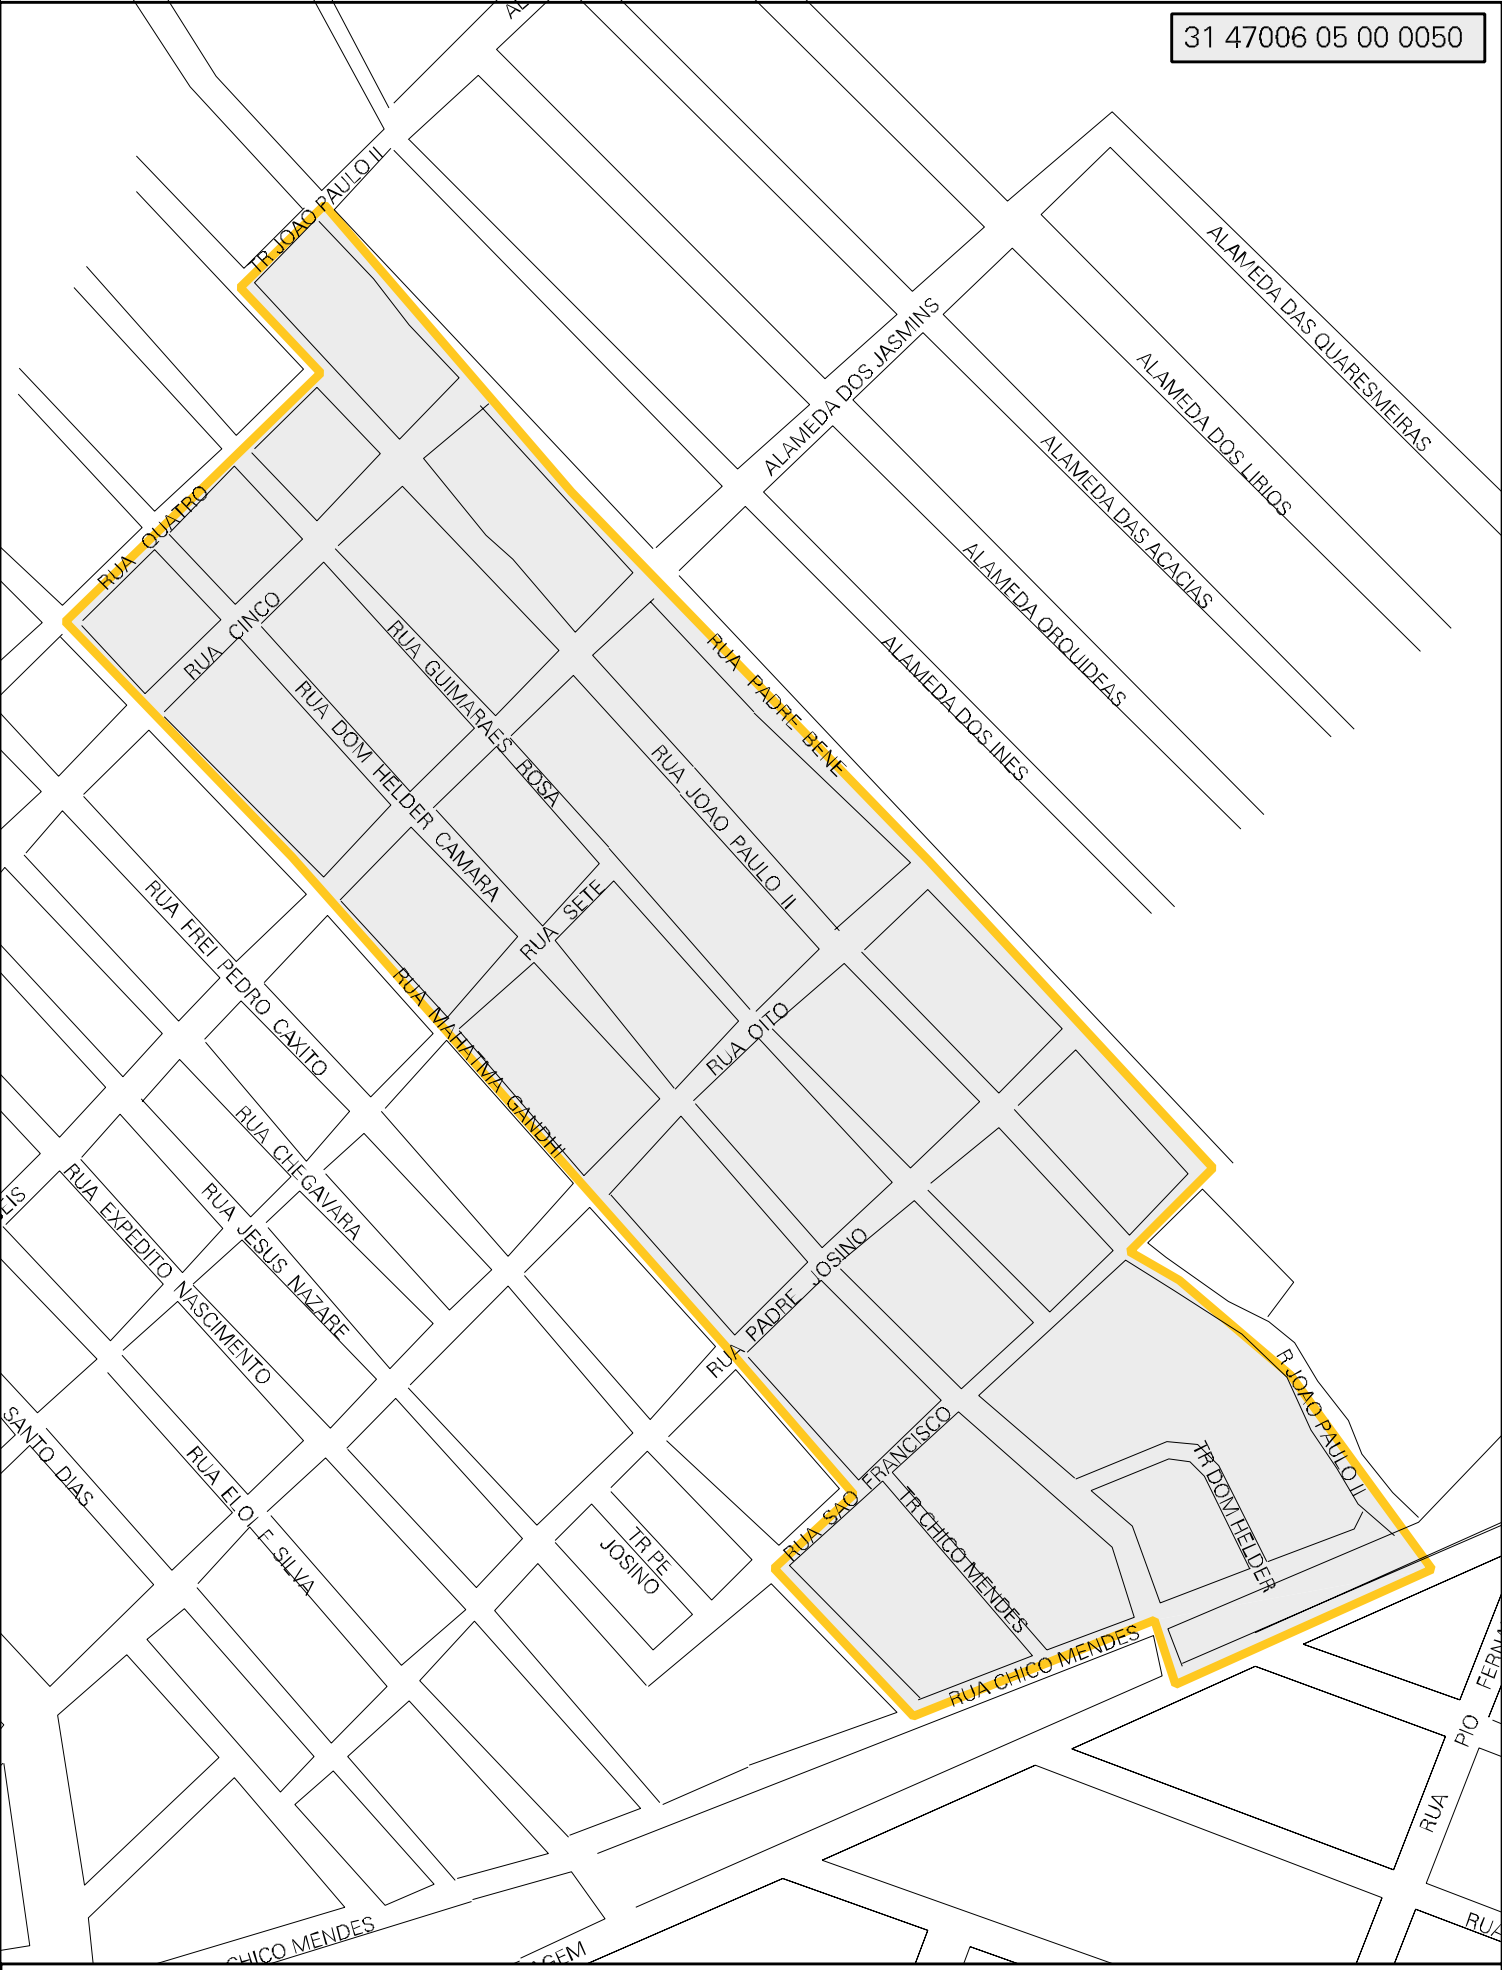 31 47006 05 00 0050
TR JOAO PAULO II
ALAMEDA DAS QUARESMEIRAS
ALAMEDA DOS JASMINS
ALAMEDA DOS LIRIOS
ALAMEDA DAS ACACIAS
ALAMEDA ORQUIDEAS
ALAMEDA DOS INES
RUA QUATRO
RUA CINCO
RUA GUIMARAES ROSA
RUA PADRE BENE
RUA DOM HELDER CAMARA
RUA JOAO PAULO II
RUA SETE
RUA FREI PEDRO CAXITO
RUA MAHATMA GANDHI
RUA OITO
RUA CHEGAVARA
RUA EXPEDITO NASCIMENTO
RUA JESUS NAZARE
RUA PADRE JOSINO
R JOAO PAULO II
SANTO DIAS
RUA ELOI E SILVA
RUA SAO FRANCISCO
TR CHICO MENDES
TR DOM HELDER
TR PE
JOSINO
RUA CHICO MENDES
RUA PIO
CHICO MENDES